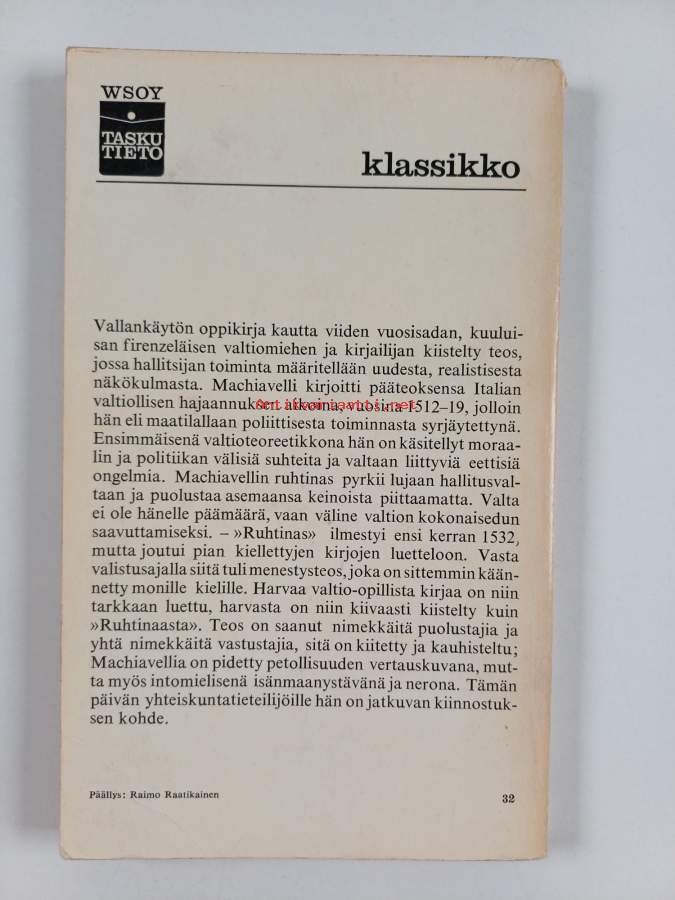 WSOY
TASKU
TIETO
klassikko
Vallankäytön oppikirja kautta viiden vuosisadan, kuului-
san firenzeläisen valtiomiehen ja kirjailijan kiistelty teos,
jossa hallitsijan toiminta määritellään uudesta, realistisesta
näkökulmasta. Machiavelli kirjoitti pääteoksensa Italian
valtiollisen hajaannuksen aikoina, vuosina 1512–19, jolloin
hän eli maatilallaan poliittisesta toiminnasta syrjäytettynä.
Ensimmäisenä valtioteoreetikkona hän on käsitellyt moraa-
lin ja politiikan välisiä suhteita ja valtaan liittyviä eettisiä
ongelmia. Machiavellin ruhtinas pyrkii lujaan hallitusval-
taan ja puolustaa asemaansa keinoista piittaamatta. Valta
ei ole hänelle päämäärä, vaan väline valtion kokonaisedun
saavuttamiseksi. – »Ruhtinas» ilmestyi ensi kerran 1532,
mutta joutui pian kiellettyjen kirjojen luetteloon. Vasta
valistusajalla siitä tuli menestysteos, joka on sittemmin kään-
netty monille kielille. Harvaa valtio-opillista kirjaa on niin
tarkkaan luettu, harvasta on niin kiivaasti kiistelty kuin
»Ruhtinaasta». Teos on saanut nimekkäitä puolustajia ja
yhtä nimekkäitä vastustajia, sitä on kiitetty ja kauhisteltu;
Machiavellia on pidetty petollisuuden vertauskuvana, mut-
ta myös intomielisenä isänmaanystävänä ja nerona. Tämän
päivän yhteiskuntatieteilijöille hän on jatkuvan kiinnostuk-
sen kohde.
Päällys: Raimo Raatikainen
32